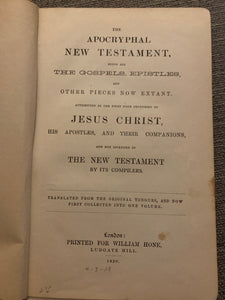 THE
APOCRYPHAL
NEW TESTAMENT,
BEING ALL
THE GOSPELS, EPISTLES,
AND
OTHER PIECES NOW EXTANT,
ATTRIBUTED IN THE FIRST FOUR CENTURIES TO
JESUS CHRIST,
HIS APOSTLES, AND THEIR COMPANIONS,
AND NOT INCLUDED IN
THE NEW TESTAMENT
BY ITS COMPILERS.
TRANSLATED FROM THE ORIGINAL TONGUES, AND NOW
FIRST COLLECTED INTO ONE VOLUME.
London:
PRINTED FOR WILLIAM HONE,
LUDGATE HILL.